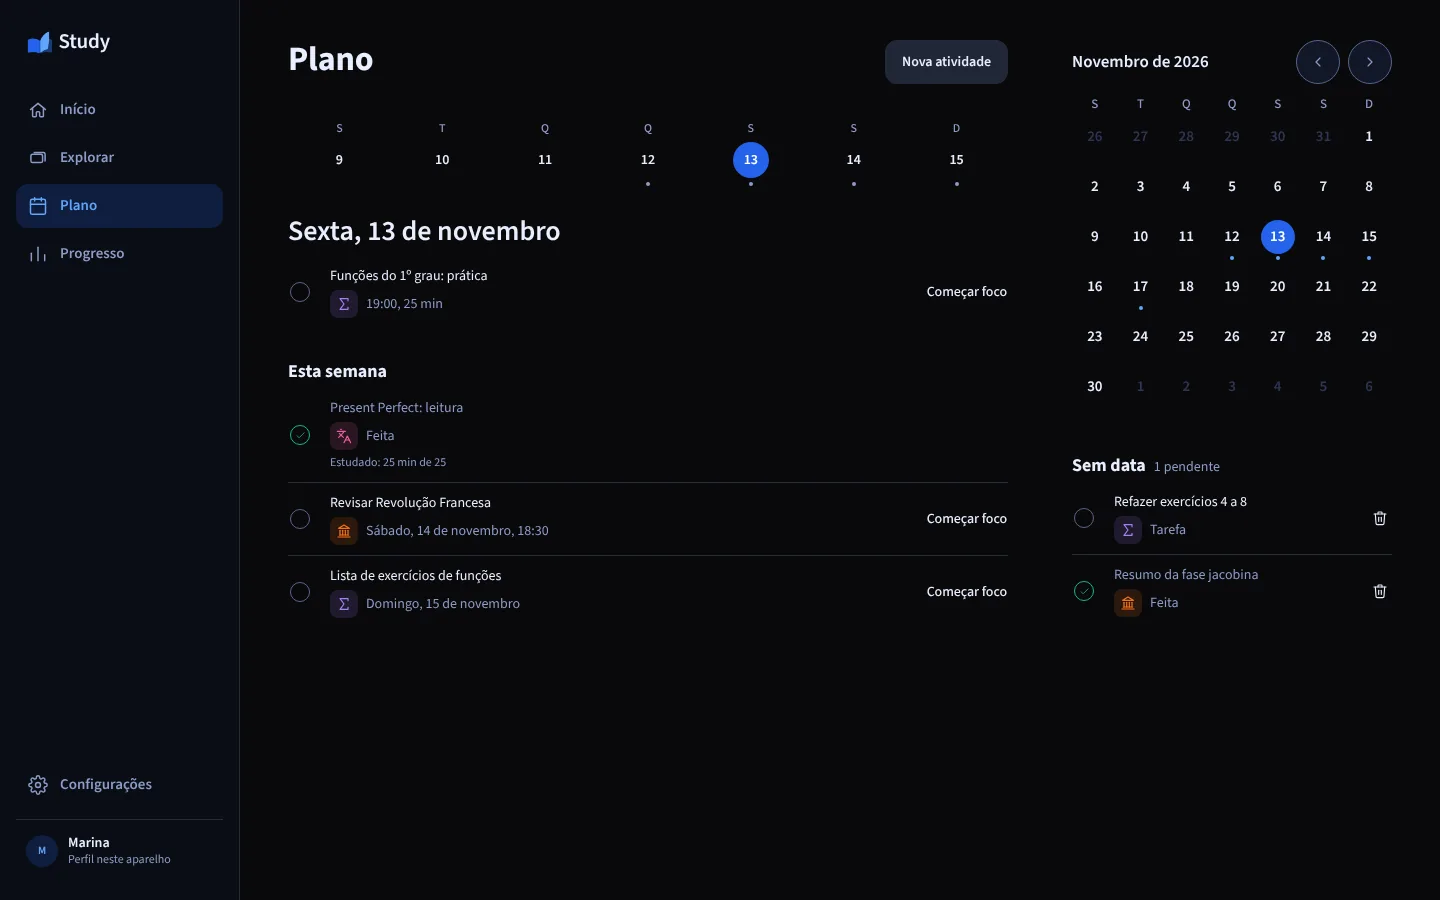 Study
Início
Explorar
Plano
Progresso
Configurações
M
Marina
Perfil neste aparelho
Plano
Nova atividade
S T Q Q S S D
9 10 11 12 13 14 15
Sexta, 13 de novembro
Funções do 1º grau: prática
19:00, 25 min
Começar foco
Esta semana
Present Perfect: leitura
Feita
Estudado: 25 min de 25
Revisar Revolução Francesa
Sábado, 14 de novembro, 18:30
Começar foco
Lista de exercícios de funções
Σ
Domingo, 15 de novembro
Começar foco
Novembro de 2026
S T Q Q S S D
26 27 28 29 30 31 1
2 3 4 5 6 7 8
9 10 11 12 13 14 15
16 17 18 19 20 21 22
23 24 25 26 27 28 29
30 1 2 3 4 5 6
Sem data 1 pendente
Refazer exercícios 4 a 8
Σ
Tarefa
Resumo da fase jacobina
Feita